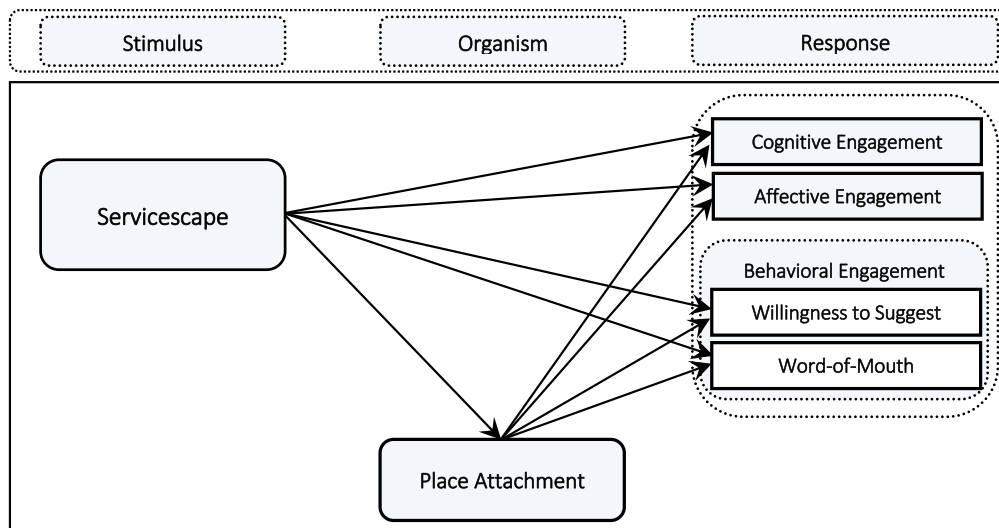 Stimulus
Organism
Response
Servicescape
Cognitive Engagement
Affective Engagement
Behavioral Engagement
Willingness to Suggest
Word-of-Mouth
Place Attachment